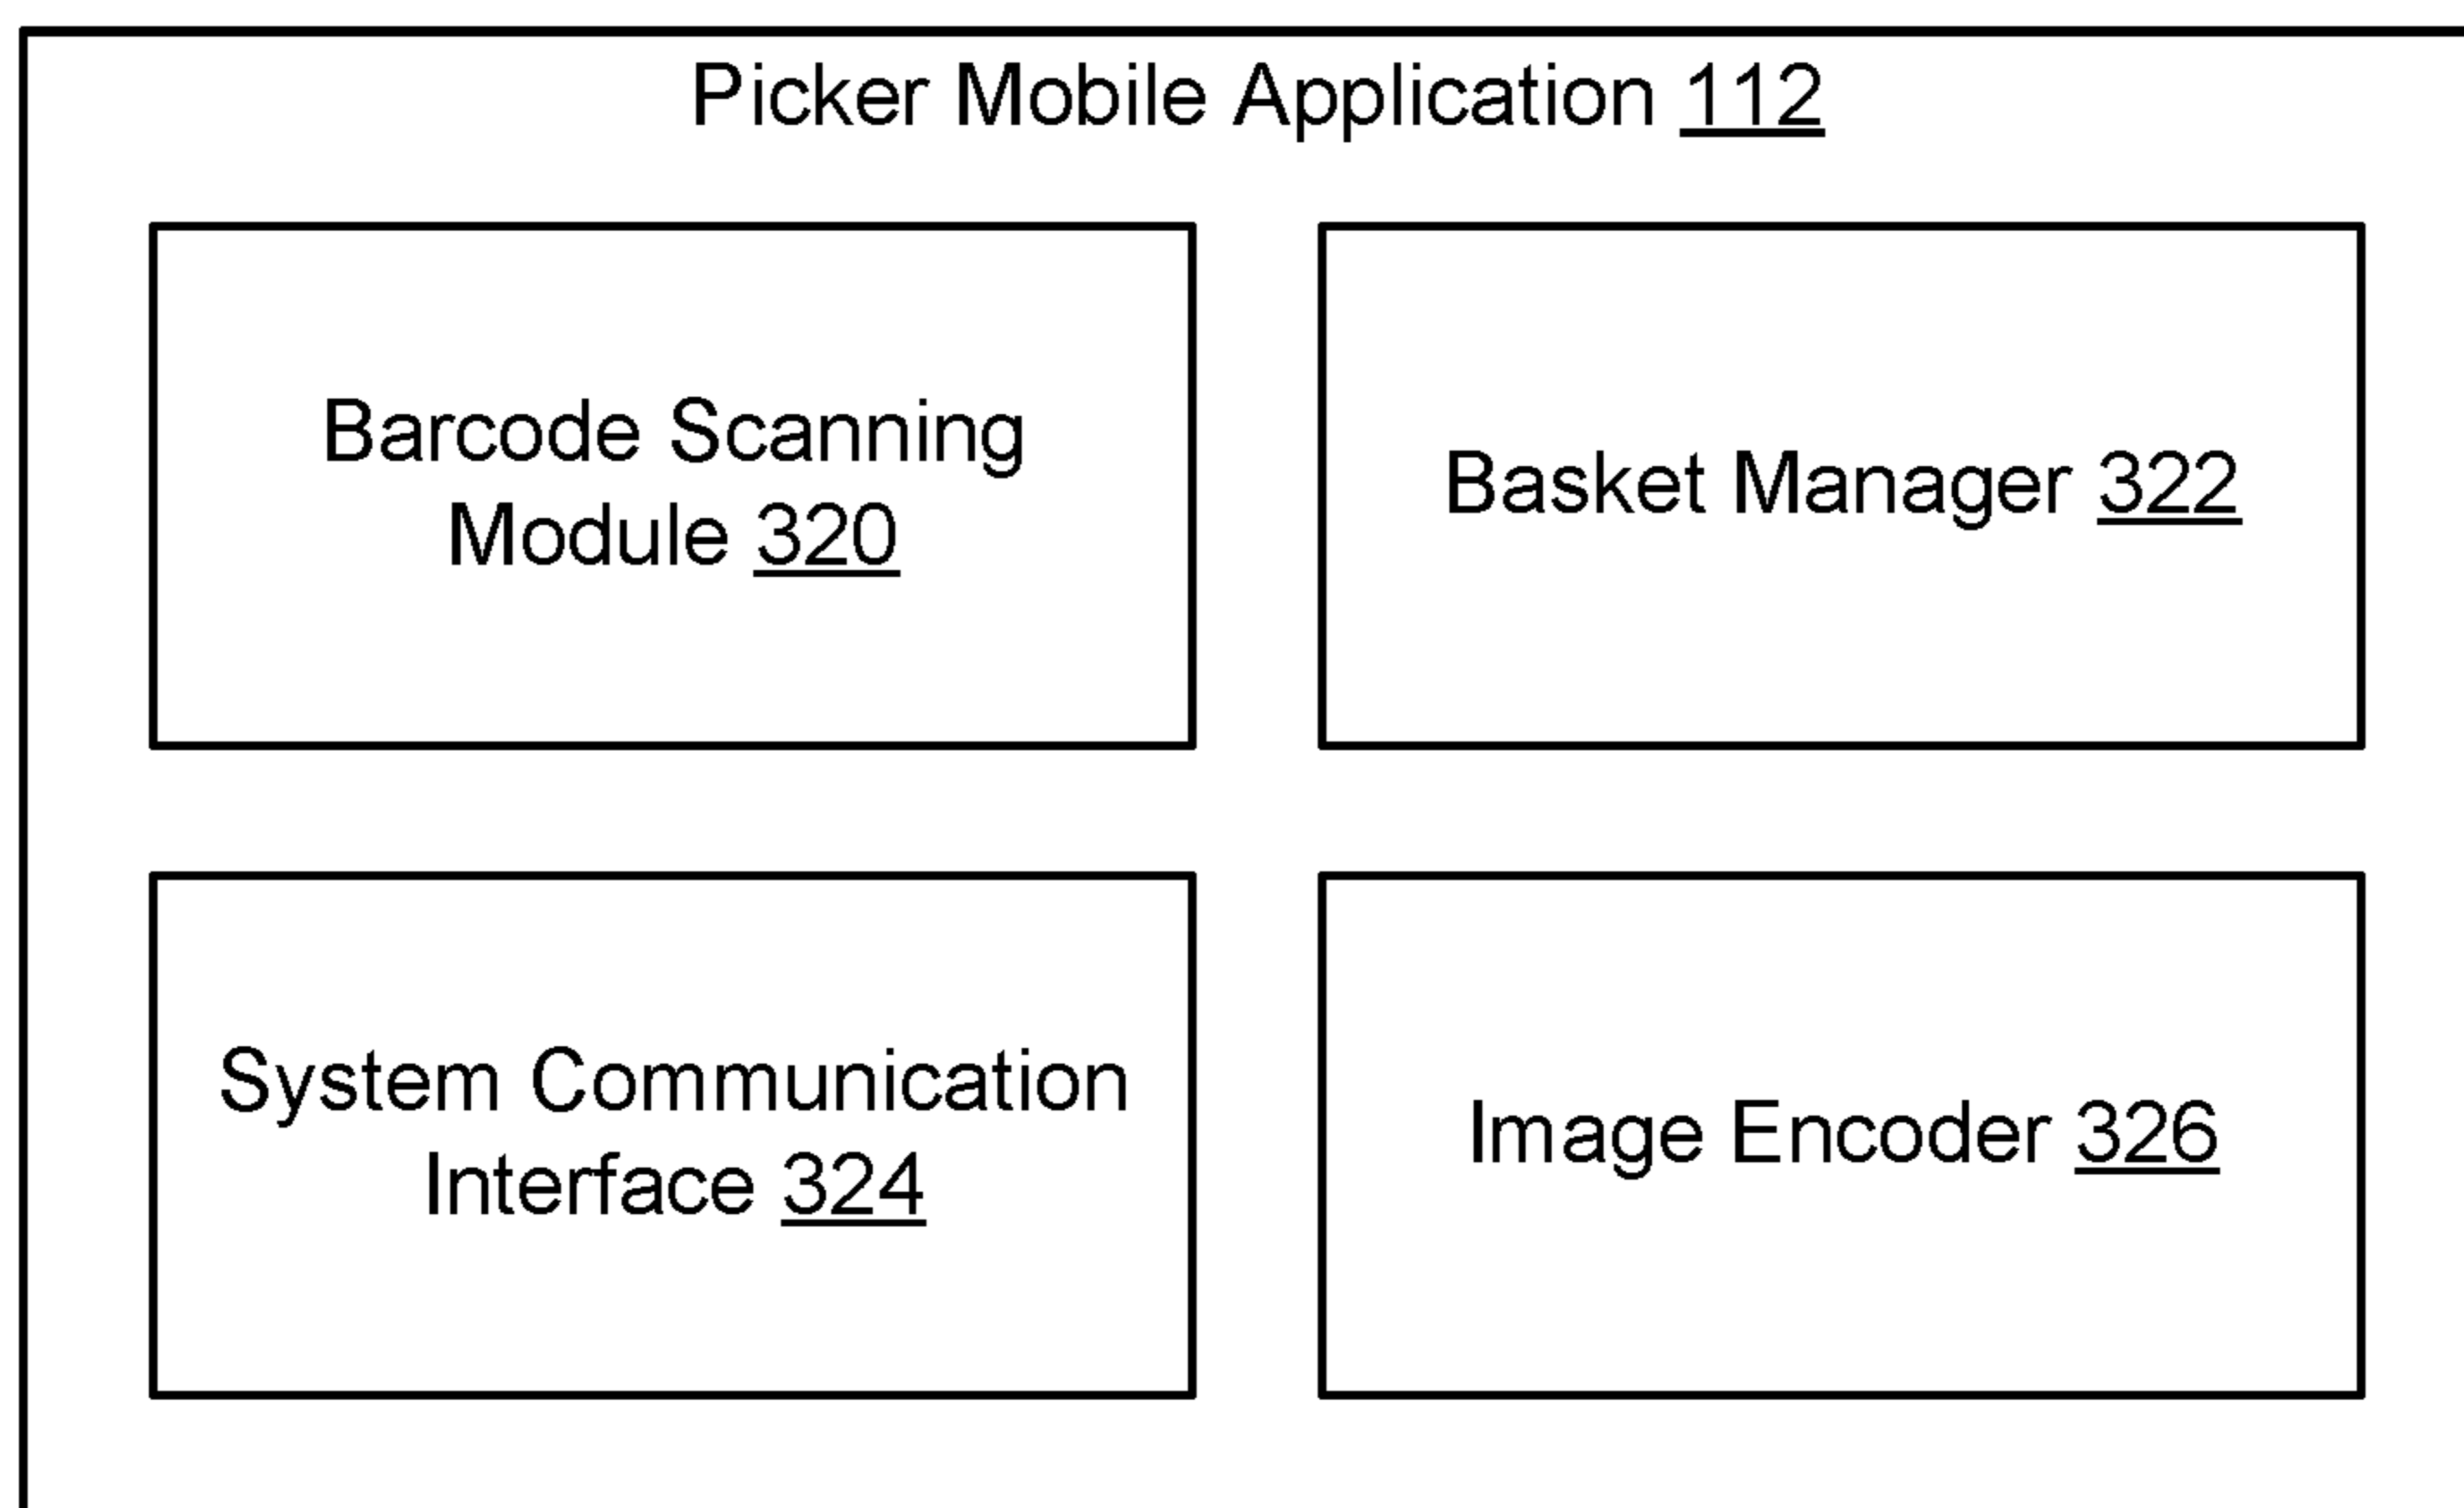 Picker Mobile Application 112
Barcode Scanning
Module 320
Basket Manager 322
System Communication
Interface 324
Image Encoder 326